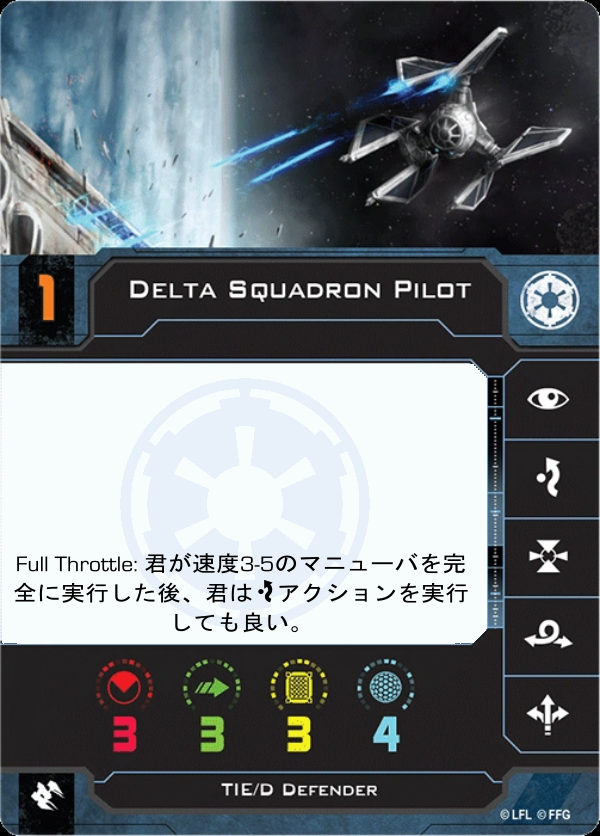 1
Delta Squadron Pilot
Full Throttle: 君が速度3-5のマニューバを完
全に実行した後、君はアクションを実行
しても良い。
3 3 3 4
TIE/D Defender
© LFL © FFG